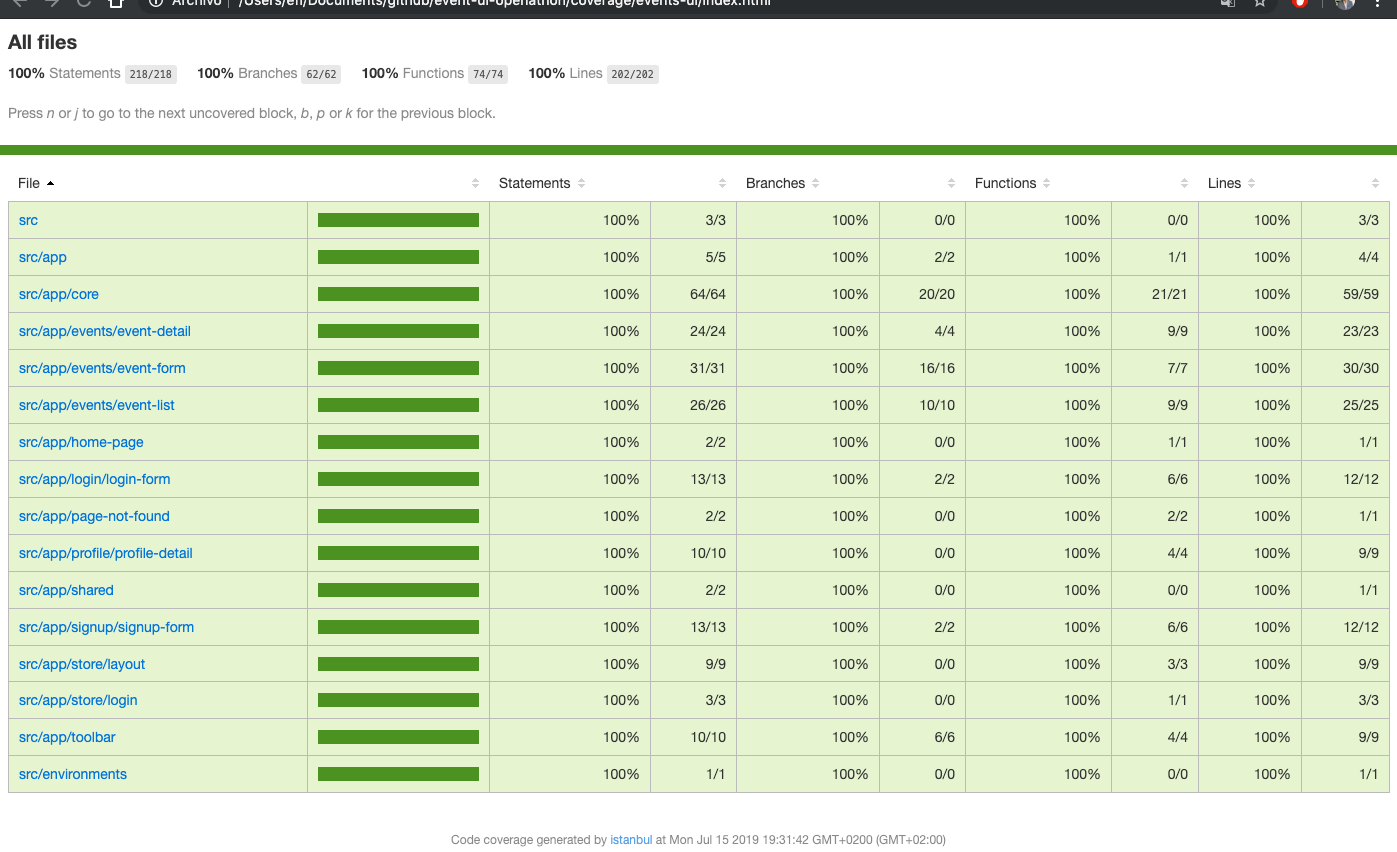 Archivo | /Users/efl/Documents/github/event-ui-openathon/coverage/events-ui/index.html
All files
100% Statements 218/218 100% Branches 62/62 100% Functions 74/74 100% Lines 202/202
Press n or j to go to the next uncovered block, b, p or k for the previous block.
File Statements Branches Functions Lines
src 100% 3/3 100% 0/0 100% 0/0 100% 3/3
src/app 100% 5/5 100% 2/2 100% 1/1 100% 4/4
src/app/core 100% 64/64 100% 20/20 100% 21/21 100% 59/59
src/app/events/event-detail 100% 24/24 100% 4/4 100% 9/9 100% 23/23
src/app/events/event-form 100% 31/31 100% 16/16 100% 7/7 100% 30/30
src/app/events/event-list 100% 26/26 100% 10/10 100% 9/9 100% 25/25
src/app/home-page 100% 2/2 100% 0/0 100% 1/1 100% 1/1
src/app/login/login-form 100% 13/13 100% 2/2 100% 6/6 100% 12/12
src/app/page-not-found 100% 2/2 100% 0/0 100% 2/2 100% 1/1
src/app/profile/profile-detail 100% 10/10 100% 0/0 100% 4/4 100% 9/9
src/app/shared 100% 2/2 100% 0/0 100% 0/0 100% 1/1
src/app/signup/signup-form 100% 13/13 100% 2/2 100% 6/6 100% 12/12
src/app/store/layout 100% 9/9 100% 0/0 100% 3/3 100% 9/9
src/app/store/login 100% 3/3 100% 0/0 100% 1/1 100% 3/3
src/app/toolbar 100% 10/10 100% 6/6 100% 4/4 100% 9/9
src/environments 100% 1/1 100% 0/0 100% 0/0 100% 1/1
Code coverage generated by istanbul at Mon Jul 15 2019 19:31:42 GMT+0200 (GMT+02:00)